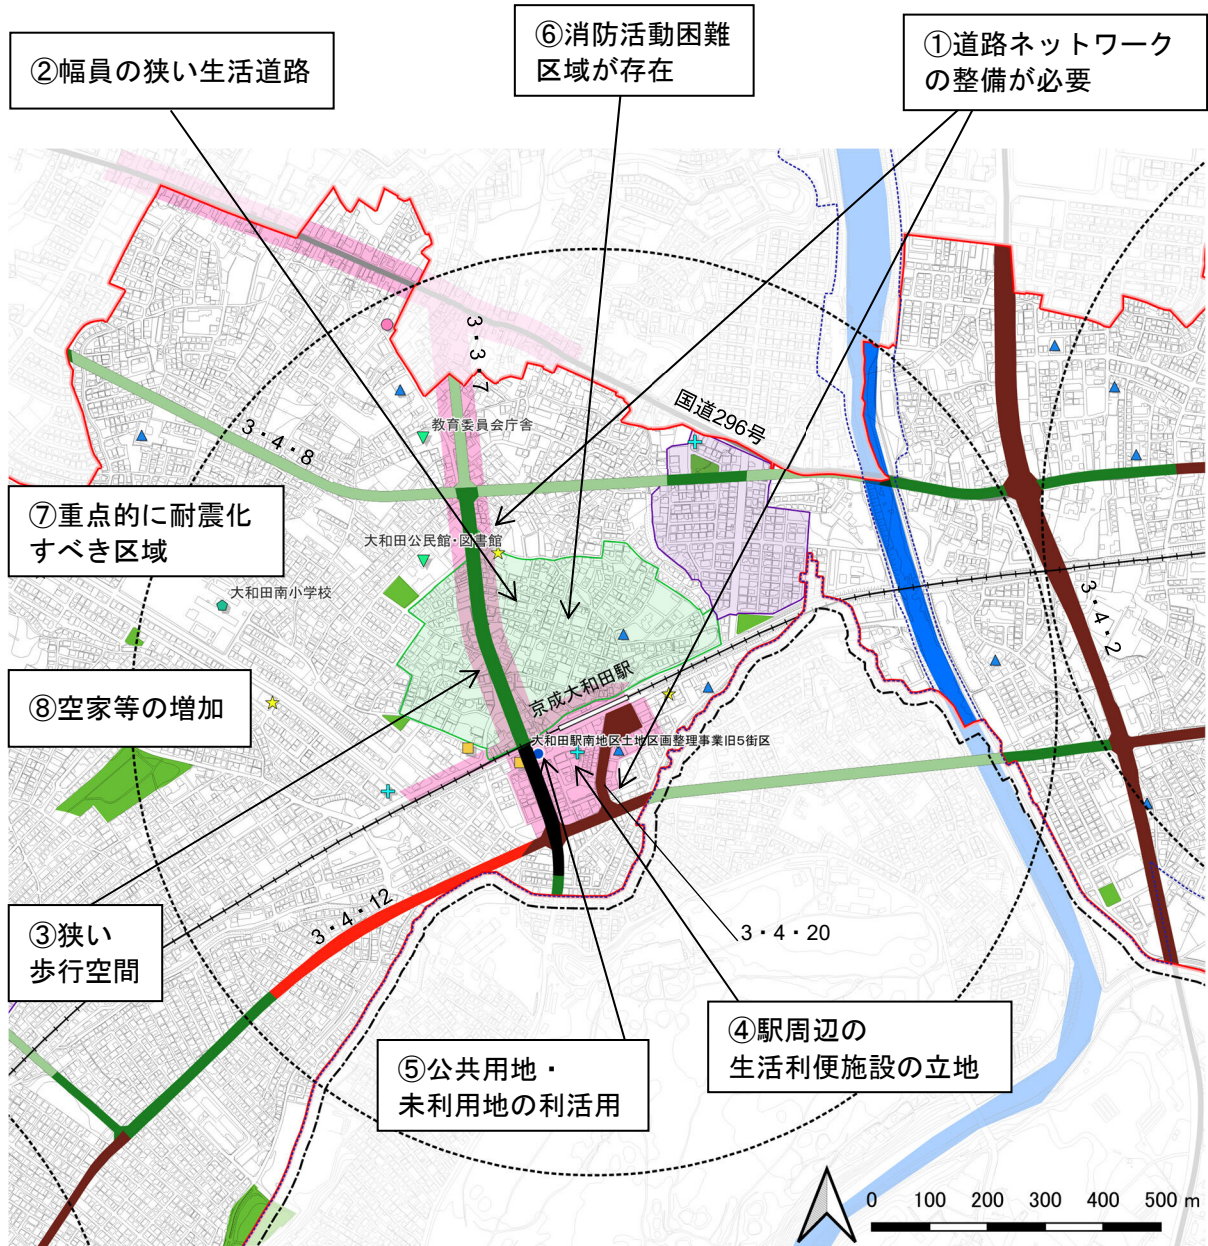 ⑥消防活動困難
区域が存在
①道路ネットワーク
の整備が必要
②幅員の狭い生活道路
3・3・7
国道296号
教育委員会庁舎
3・4・8
⑦重点的に耐震化
すべき区域
大和田公民館・図書館
大和田南小学校
3・4・2
⑧空家等の増加
京成大和田駅
大和田駅南地区土地区画整理事業旧5街区
3・4・12
③狭い
歩行空間
3・4・20
④駅周辺の
生活利便施設の立地
⑤公共用地・
未利用地の利活用
0 100 200 300 400 500 m